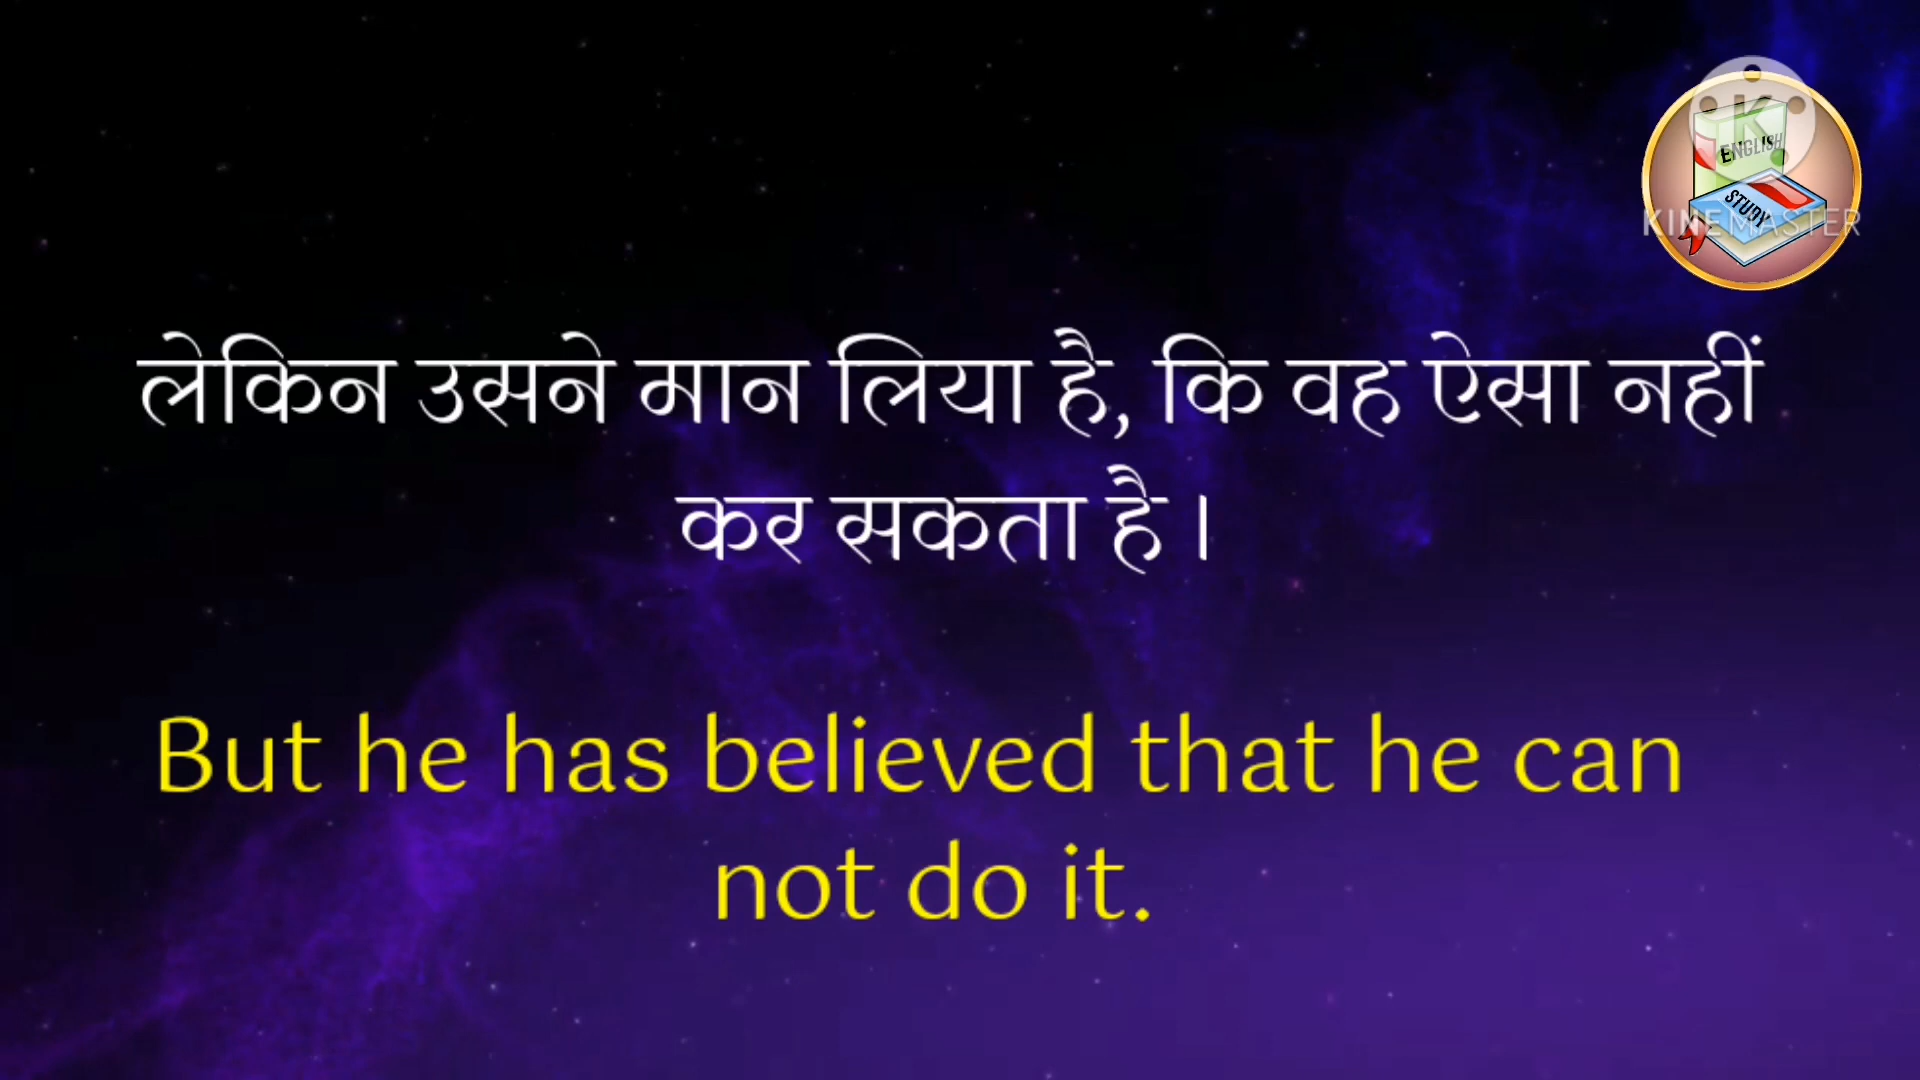 ENGLISH
STUDY
KINEMASTER
लेकिन उसने मान लिया है, कि वह ऐसा नहीं
कर सकता है ।
But he has believed that he can
not do it.